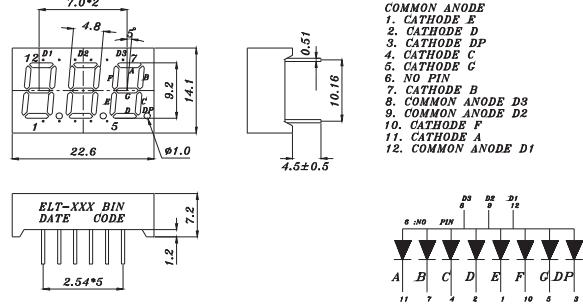 7.0*2
4.8
5°
12 D1 D2 D3 7
A
F B
G
E C
D DP
1 5
9.2
14.1
22.6
ø1.0
0.51
10.16
4.5±0.5
COMMON ANODE
1. CATHODE E
2. CATHODE D
3. CATHODE DP
4. CATHODE C
5. CATHODE G
6. NO PIN
7. CATHODE B
8. COMMON ANODE D3
9. COMMON ANODE D2
10. CATHODE F
11. CATHODE A
12. COMMON ANODE D1
ELT-XXX BIN
DATE CODE
7.2
1.2
2.54*5
D3 D2 D1
8 9 12
6 :NO PIN
A B C D E F G DP
11 7 4 2 1 10 5 3